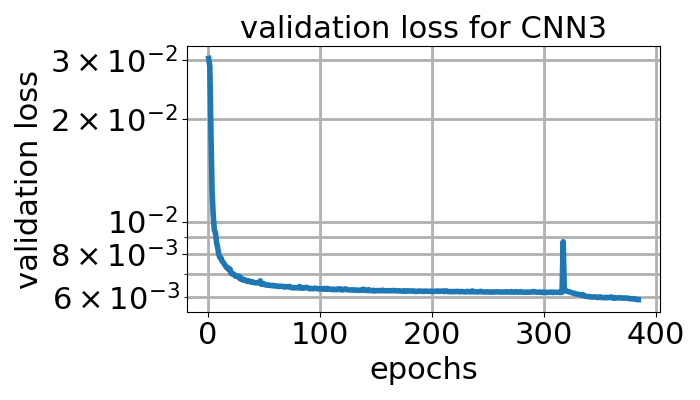 validation loss for CNN3
validation loss
3 × 10⁻²
2 × 10⁻²
10⁻²
8 × 10⁻³
6 × 10⁻³
0 100 200 300 400
epochs